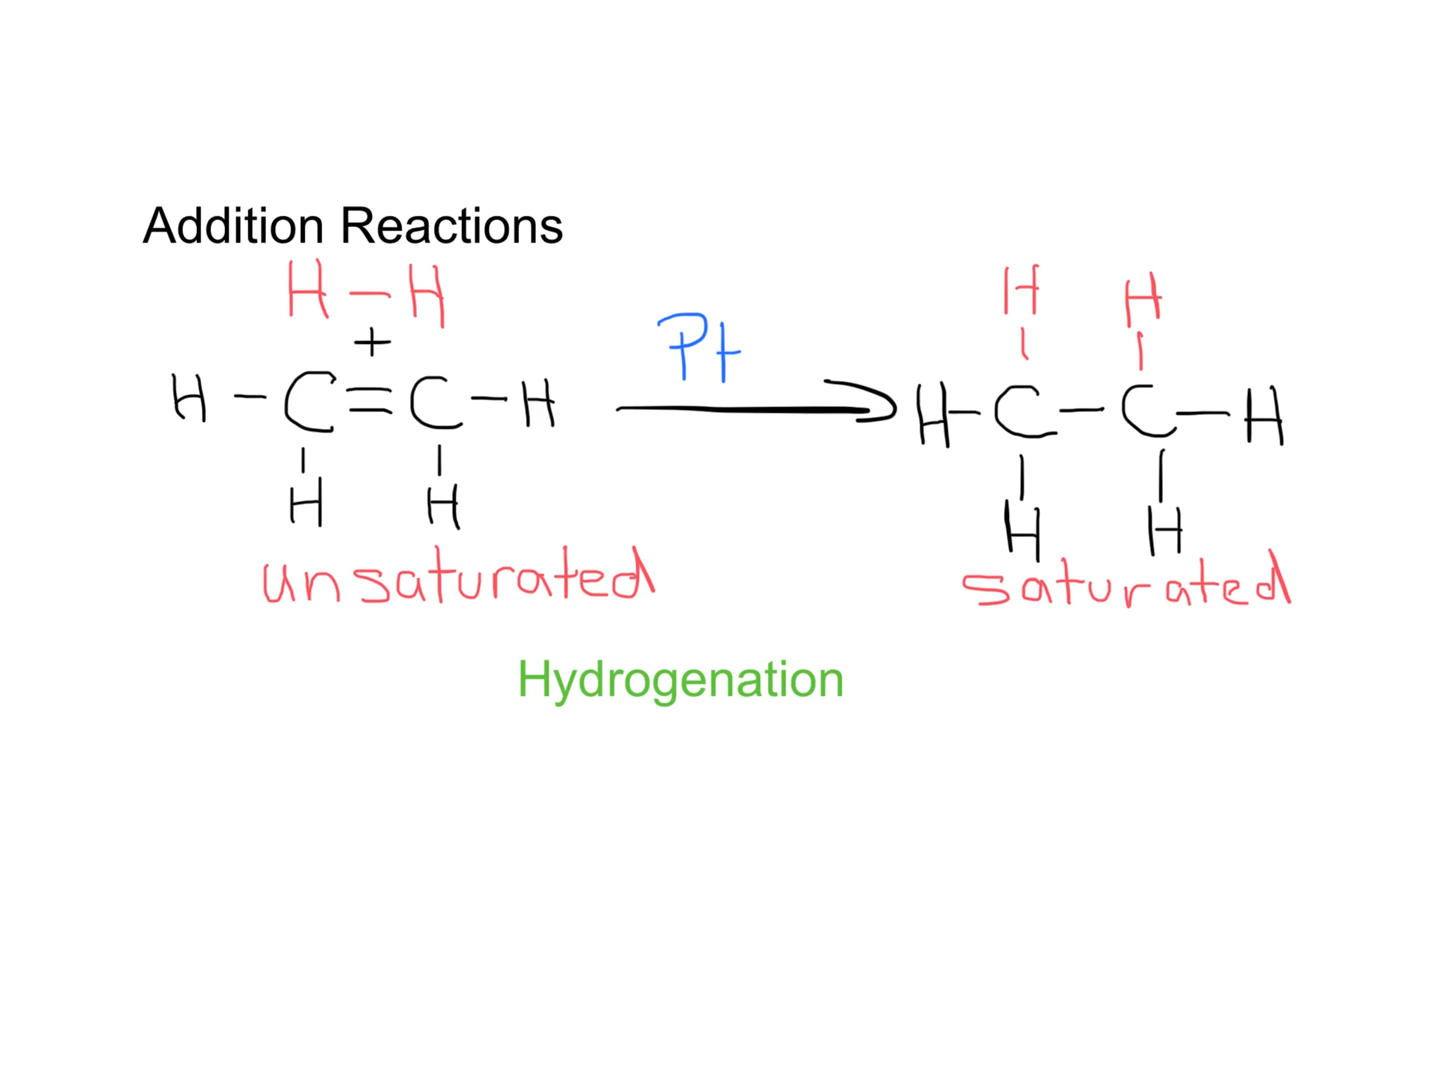 Addition Reactions
H - H
+
H - C = C - H
H H
unsaturated
Pt
H H
H - C - C - H
H H
saturated
Hydrogenation